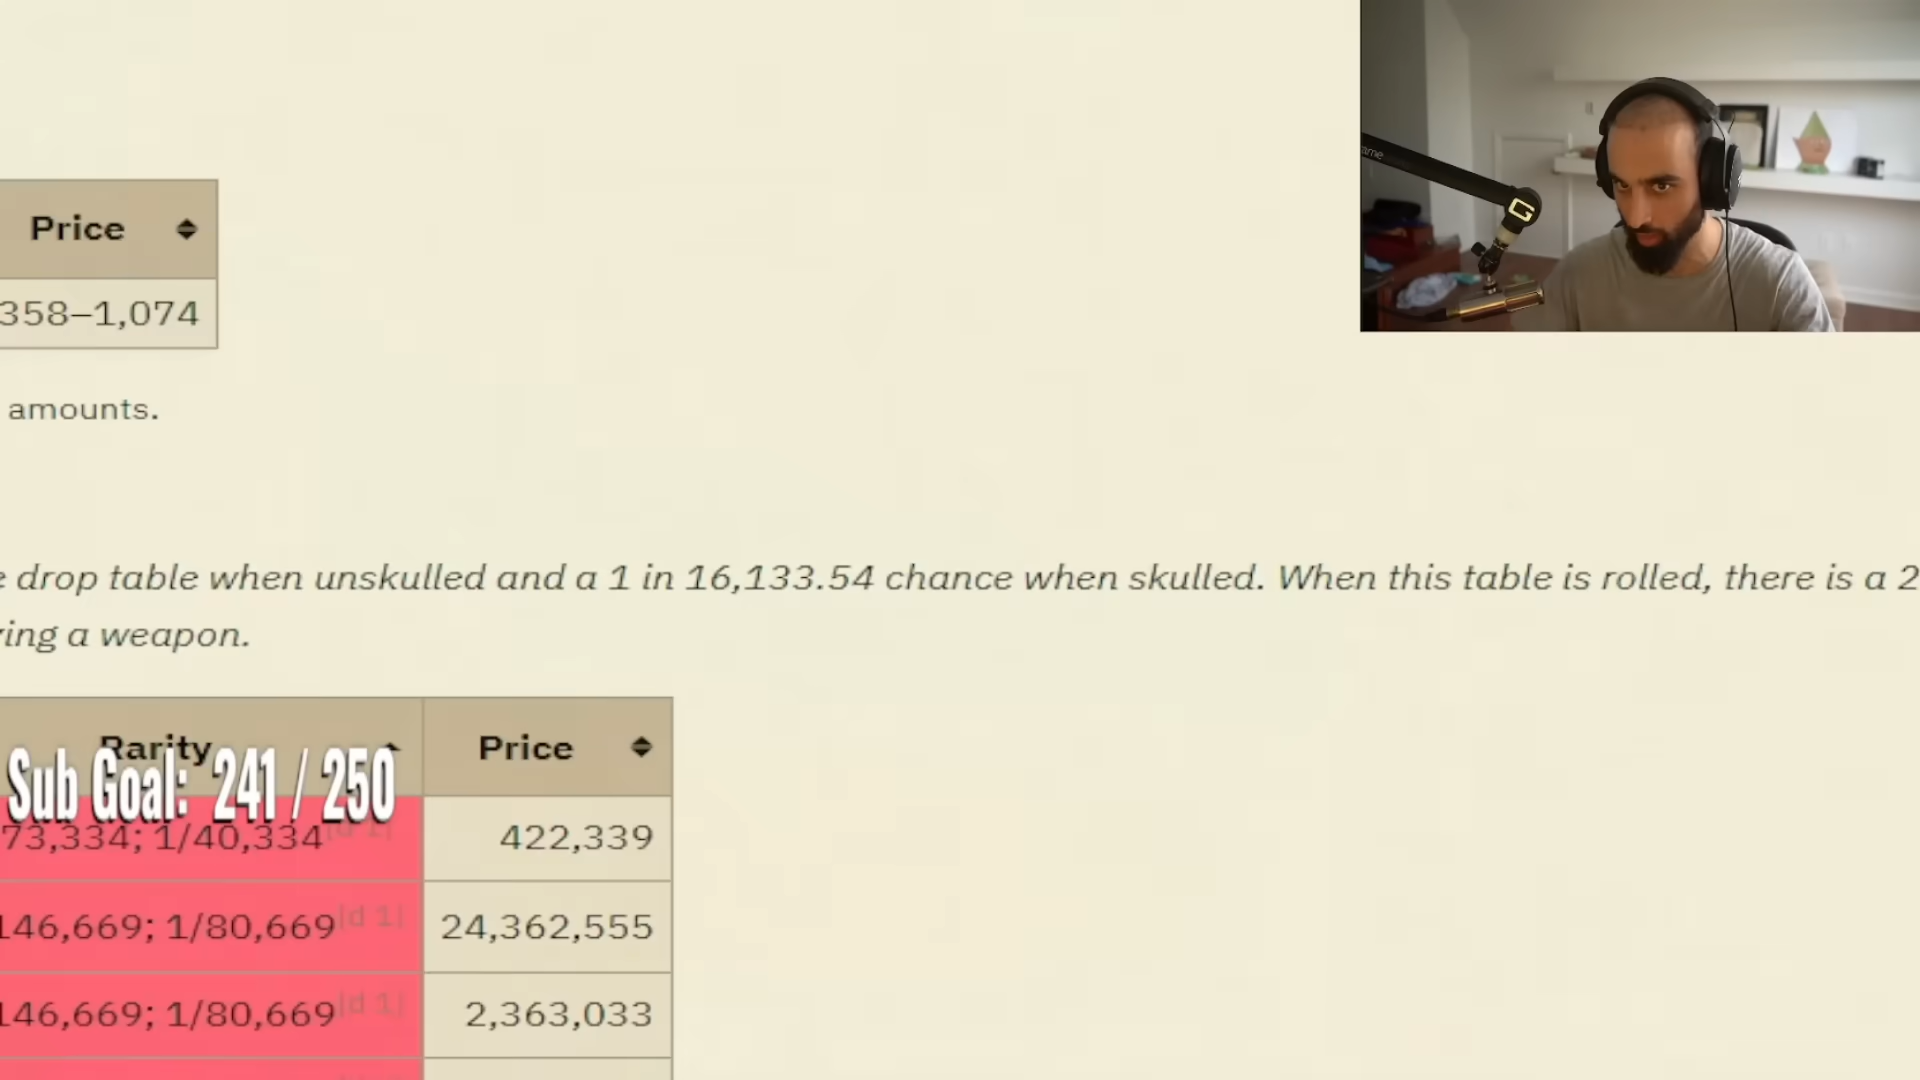 Price
358–1,074
amounts.
drop table when unskulled and a 1 in 16,133.54 chance when skulled. When this table is rolled, there is a 2
ing a weapon.
Rarity Price
Sub Goal: 241 / 250
73,334; 1/40,334[d 1] 422,339
146,669; 1/80,669[d 1] 24,362,555
146,669; 1/80,669[d 1] 2,363,033